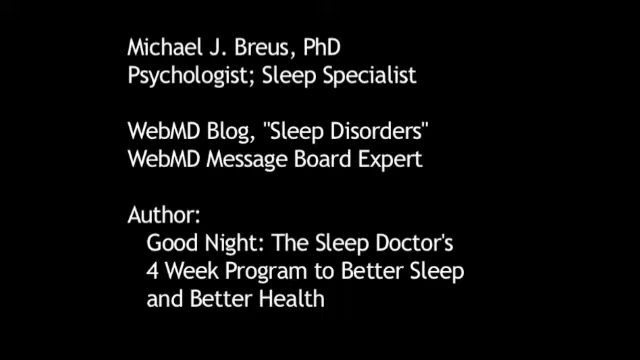 Michael J. Breus, PhD
Psychologist; Sleep Specialist
WebMD Blog, "Sleep Disorders"
WebMD Message Board Expert
Author:
Good Night: The Sleep Doctor's
4 Week Program to Better Sleep
and Better Health